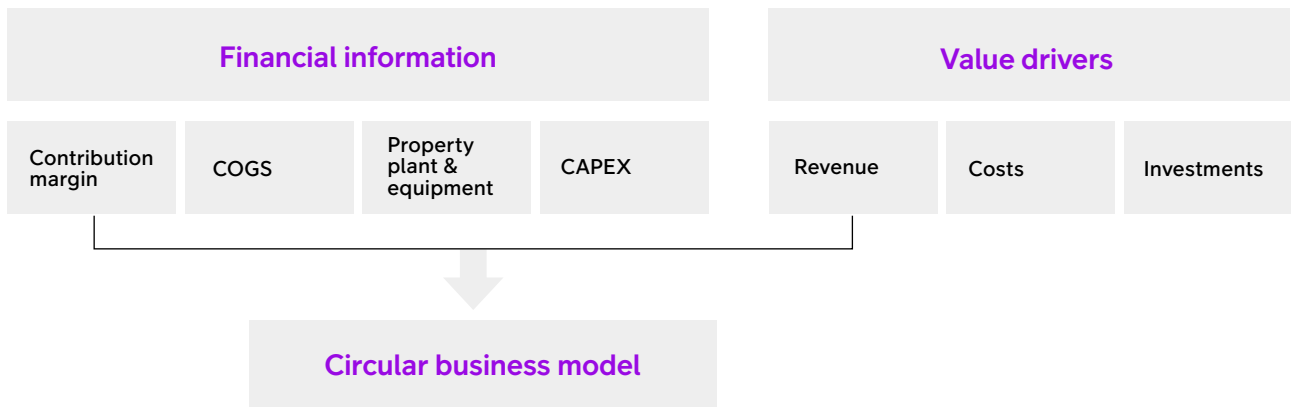 Financial information
Value drivers
Contribution
margin
COGS
Property
plant &
equipment
CAPEX
Revenue
Costs
Investments
Circular business model